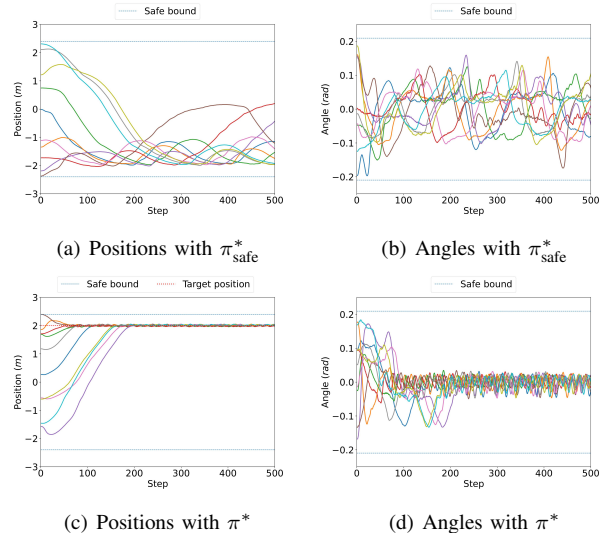 Safe bound
Safe bound
3
2
1
0
−1
−2
−3
Position (m)
0 100 200 300 400 500
Step
0.2
0.1
0.0
−0.1
−0.2
Angle (rad)
0 100 200 300 400 500
Step
(a) Positions with π*safe
(b) Angles with π*safe
Safe bound Target position
Safe bound
3
2
1
0
−1
−2
−3
Position (m)
0 100 200 300 400 500
Step
0.2
0.1
0.0
−0.1
−0.2
Angle (rad)
0 100 200 300 400 500
Step
(c) Positions with π*
(d) Angles with π*